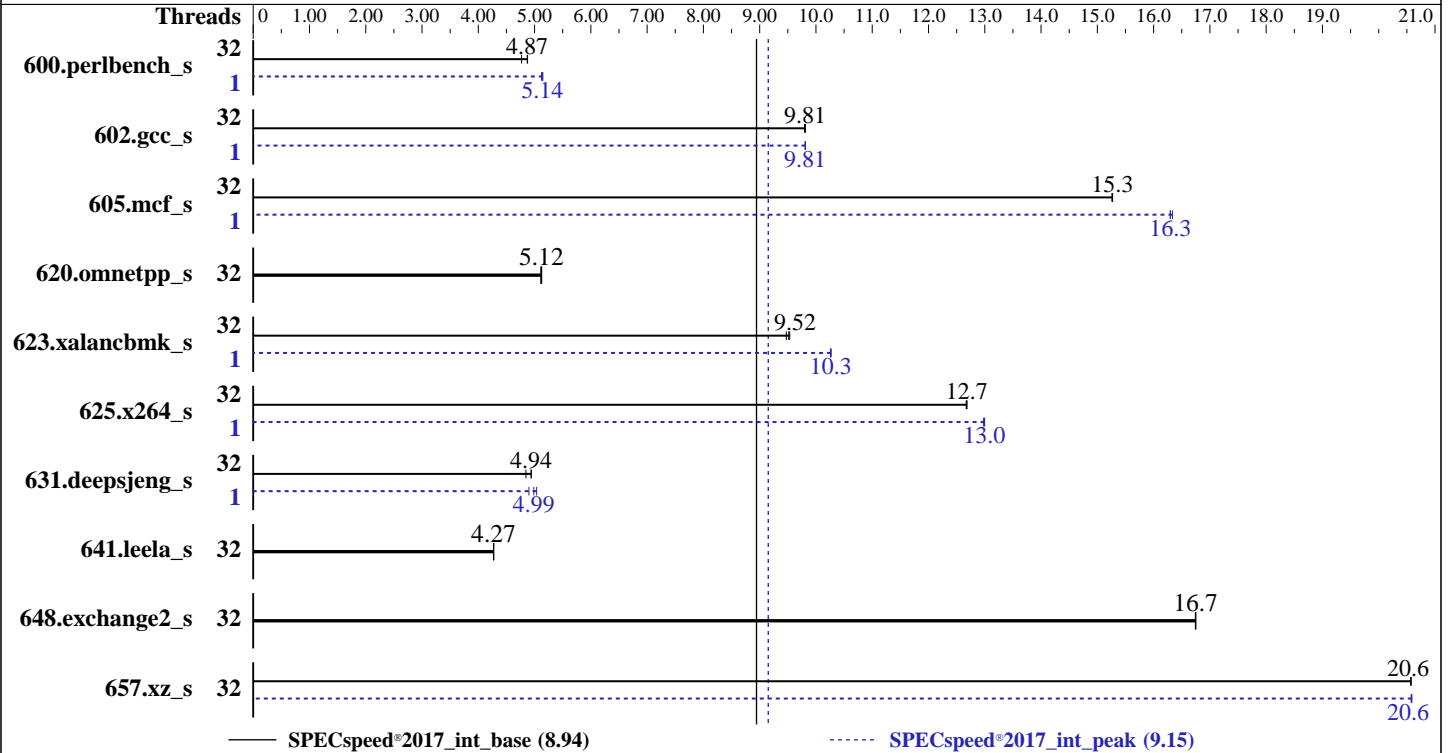 Threads 0 1.00 2.00 3.00 4.00 5.00 6.00 7.00 8.00 9.00 10.0 11.0 12.0 13.0 14.0 15.0 16.0 17.0 18.0 19.0 21.0
600.perlbench_s 32 4.87
1 5.14
602.gcc_s 32 9.81
1 9.81
605.mcf_s 32 15.3
1 16.3
620.omnetpp_s 32 5.12
623.xalancbmk_s 32 9.52
1 10.3
625.x264_s 32 12.7
1 13.0
631.deepsjeng_s 32 4.94
1 4.99
641.leela_s 32 4.27
648.exchange2_s 32 16.7
657.xz_s 32 20.6
20.6
SPECspeed®2017_int_base (8.94) SPECspeed®2017_int_peak (9.15)